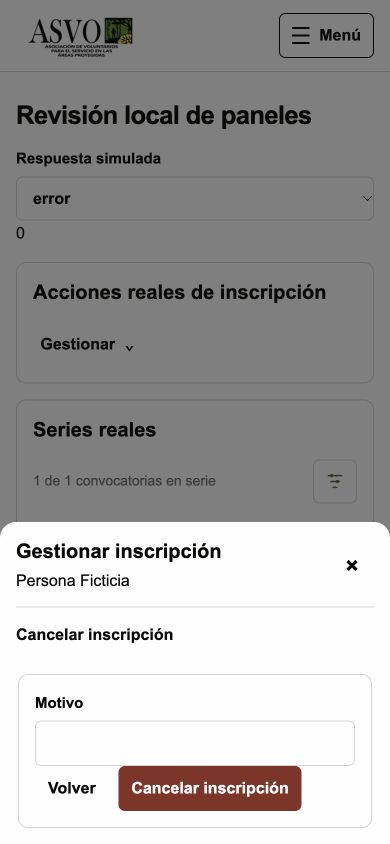 ASVO
ASOCIACIÓN DE VOLUNTARIOS
PARA EL SERVICIO EN LAS
ÁREAS PROTEGIDAS
Menú
Revisión local de paneles
Respuesta simulada
error
0
Acciones reales de inscripción
Gestionar
Series reales
1 de 1 convocatorias en serie
Gestionar inscripción
Persona Ficticia
Cancelar inscripción
Motivo
Volver
Cancelar inscripción